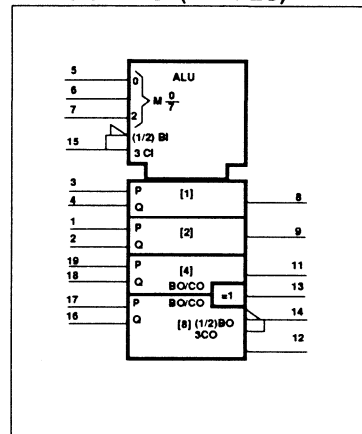 5 0 ALU
6 M 0/7
7 2
(1/2) BI
15 3 CI
3 P [1]
4 Q 8
1 P [2]
2 Q 9
19 P [4]
18 Q 11
BO/CO =1 13
17 P BO/CO
16 Q [8] (1/2)BO 14
3CO 12